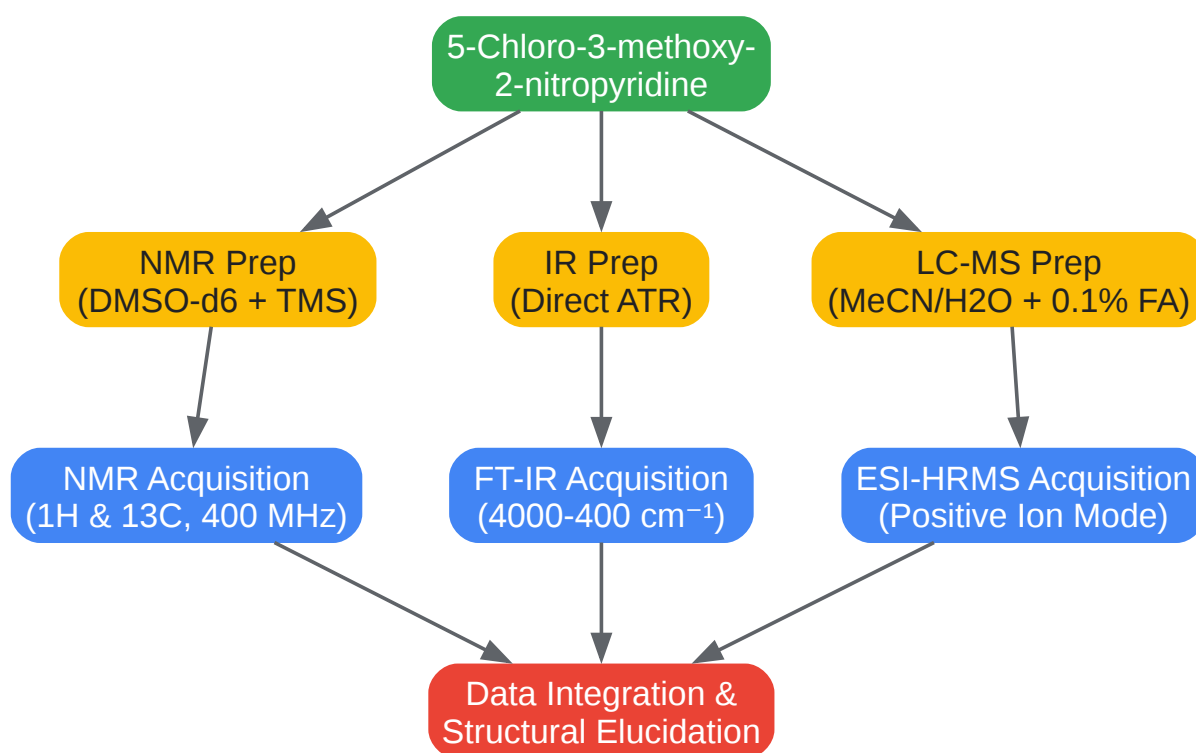 5-Chloro-3-methoxy-
2-nitropyridine
NMR Prep
(DMSO-d6 + TMS)
IR Prep
(Direct ATR)
LC-MS Prep
(MeCN/H2O + 0.1% FA)
NMR Acquisition
(1H & 13C, 400 MHz)
FT-IR Acquisition
(4000-400 cm⁻¹)
ESI-HRMS Acquisition
(Positive Ion Mode)
Data Integration &
Structural Elucidation